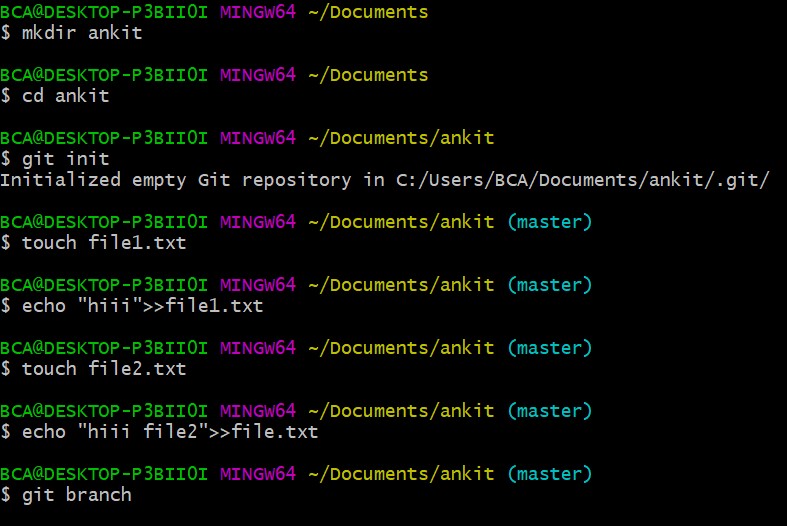 BCA@DESKTOP-P3BII0I MINGW64 ~/Documents
$ mkdir ankit
BCA@DESKTOP-P3BII0I MINGW64 ~/Documents
$ cd ankit
BCA@DESKTOP-P3BII0I MINGW64 ~/Documents/ankit
$ git init
Initialized empty Git repository in C:/Users/BCA/Documents/ankit/.git/
BCA@DESKTOP-P3BII0I MINGW64 ~/Documents/ankit (master)
$ touch file1.txt
BCA@DESKTOP-P3BII0I MINGW64 ~/Documents/ankit (master)
$ echo "hiii">>file1.txt
BCA@DESKTOP-P3BII0I MINGW64 ~/Documents/ankit (master)
$ touch file2.txt
BCA@DESKTOP-P3BII0I MINGW64 ~/Documents/ankit (master)
$ echo "hiii file2">>file.txt
BCA@DESKTOP-P3BII0I MINGW64 ~/Documents/ankit (master)
$ git branch